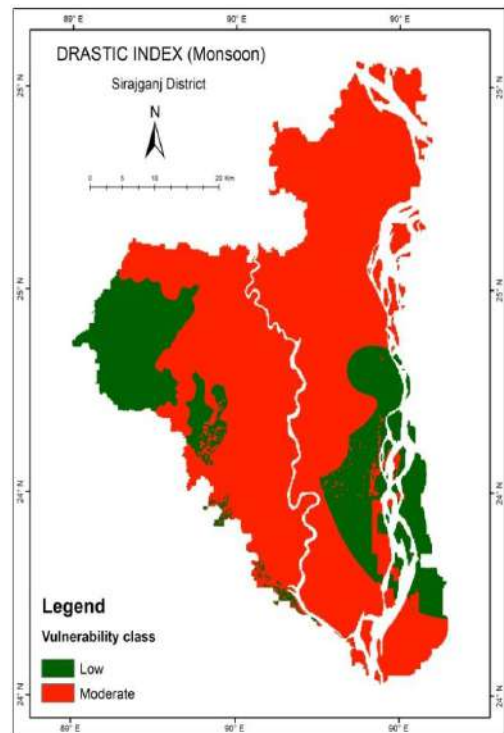 89° E 90° E 90° E
DRASTIC INDEX (Monsoon)
Sirajganj District
N
0 5 10 20 Km
25° N 25° N
25° N 25° N
24° N 24° N
24° N 24° N
Legend
Vulnerability class
Low
Moderate
89° E 90° E 90° E